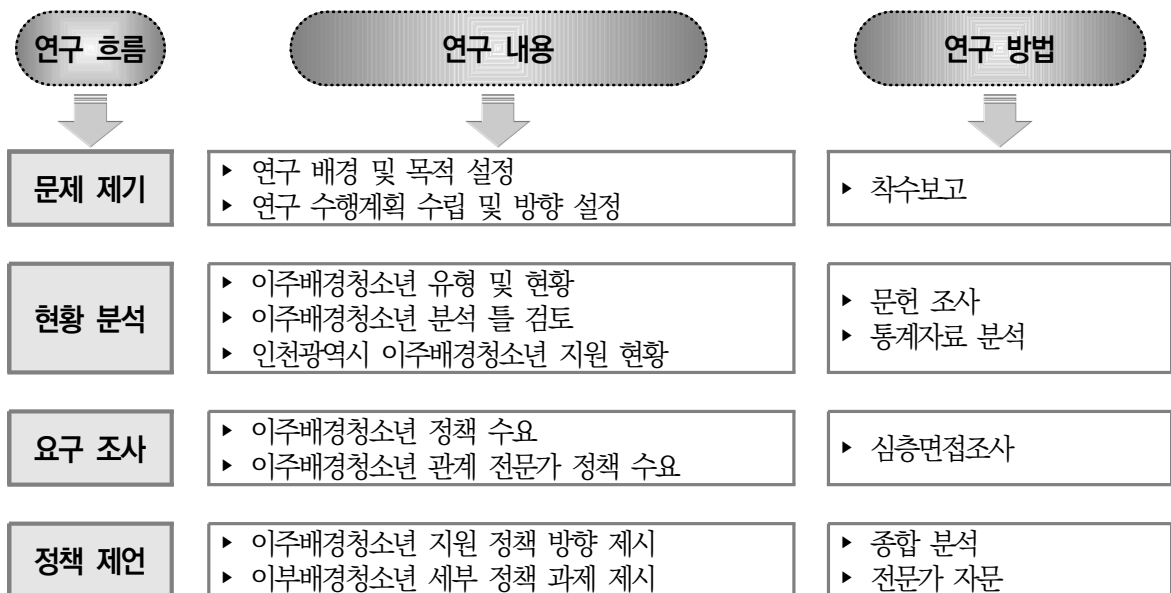 연구 흐름
연구 내용
연구 방법
문제 제기
▸ 연구 배경 및 목적 설정
▸ 연구 수행계획 수립 및 방향 설정
▸ 착수보고
현황 분석
▸ 이주배경청소년 유형 및 현황
▸ 이주배경청소년 분석 틀 검토
▸ 인천광역시 이주배경청소년 지원 현황
▸ 문헌 조사
▸ 통계자료 분석
요구 조사
▸ 이주배경청소년 정책 수요
▸ 이주배경청소년 관계 전문가 정책 수요
▸ 심층면접조사
정책 제언
▸ 이주배경청소년 지원 정책 방향 제시
▸ 이부배경청소년 세부 정책 과제 제시
▸ 종합 분석
▸ 전문가 자문